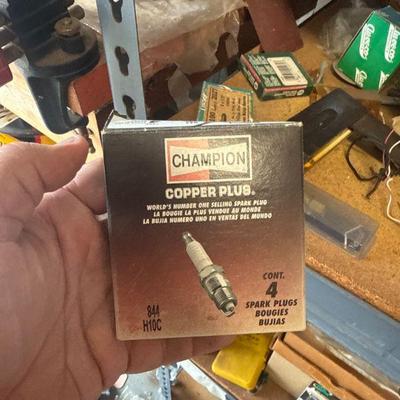 CHAMPION
COPPER PLUS®
WORLD'S NUMBER ONE SELLING SPARK PLUG
LA BOUGIE LA PLUS VENDUE AU MONDE
LA BUJIA NUMERO UNO EN VENTAS DEL MUNDO
CONT.
4
SPARK PLUGS
BOUGIES
BUJIAS
844
H10C